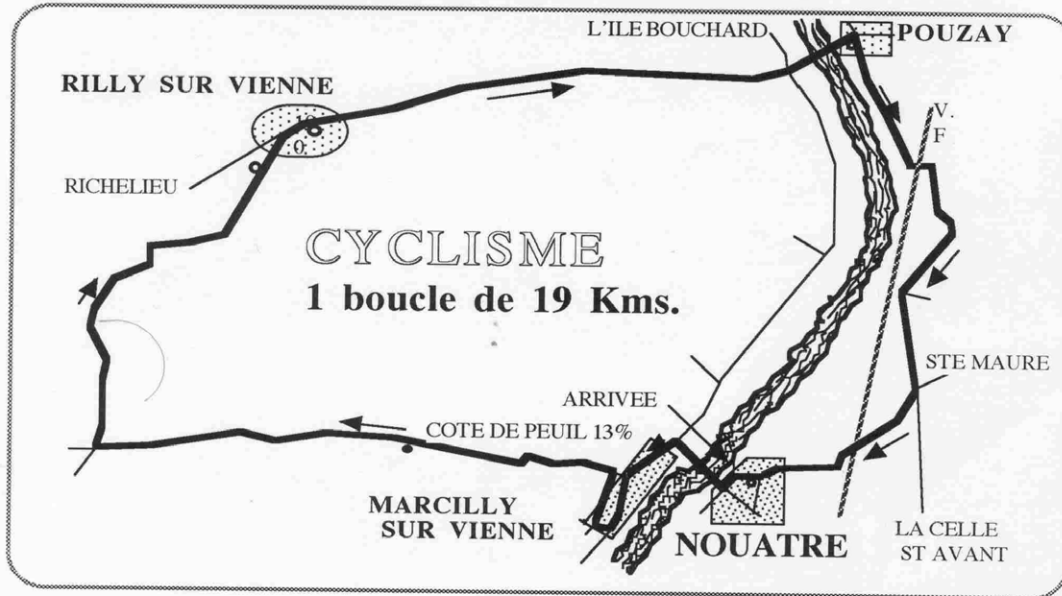 L'ILE BOUCHARD
POUZAY
RILLY SUR VIENNE
V.
F
RICHELIEU
CYCLISME
1 boucle de 19 Kms.
STE MAURE
ARRIVEE
COTE DE PEUIL 13%
MARCILLY
SUR VIENNE
NOUATRE
LA CELLE
ST AVANT